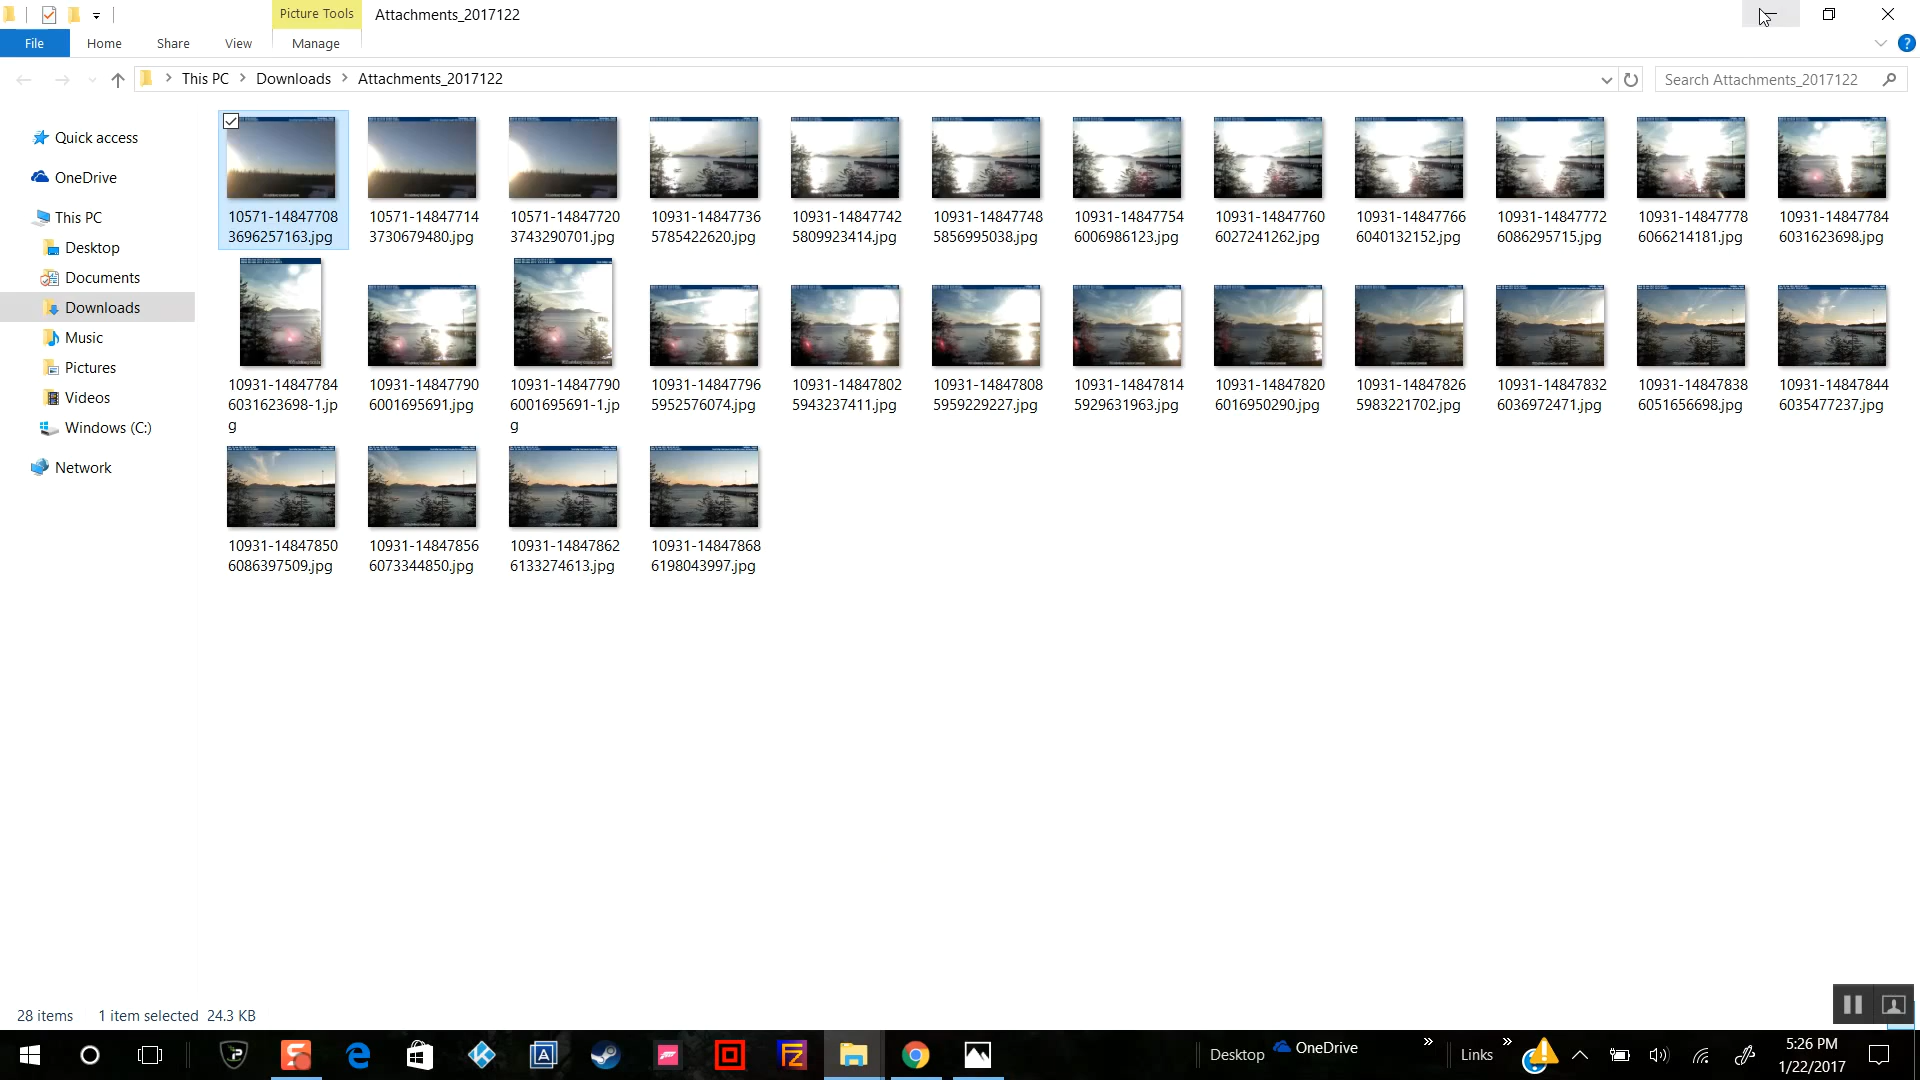 Picture Tools
Attachments_2017122
File
Home
Share
View
Manage
This PC
Downloads
Attachments_2017122
Search Attachments_2017122
Quick access
OneDrive
This PC
Desktop
Documents
Downloads
Music
Pictures
Videos
Windows (C:)
Network
10571-14847708
3696257163.jpg
10571-14847714
3730679480.jpg
10571-14847720
3743290701.jpg
10931-14847736
5785422620.jpg
10931-14847742
5809923414.jpg
10931-14847748
5856995038.jpg
10931-14847754
6006986123.jpg
10931-14847760
6027241262.jpg
10931-14847766
6040132152.jpg
10931-14847772
6086295715.jpg
10931-14847778
6066214181.jpg
10931-14847784
6031623698.jpg
10931-14847784
6031623698-1.jp
g
10931-14847790
6001695691.jpg
10931-14847790
6001695691-1.jp
g
10931-14847796
5952576074.jpg
10931-14847802
5943237411.jpg
10931-14847808
5959229227.jpg
10931-14847814
5929631963.jpg
10931-14847820
6016950290.jpg
10931-14847826
5983221702.jpg
10931-14847832
6036972471.jpg
10931-14847838
6051656698.jpg
10931-14847844
6035477237.jpg
10931-14847850
6086397509.jpg
10931-14847856
6073344850.jpg
10931-14847862
6133274613.jpg
10931-14847868
6198043997.jpg
28 items
1 item selected 24.3 KB
Desktop
OneDrive
Links
5:26 PM
1/22/2017